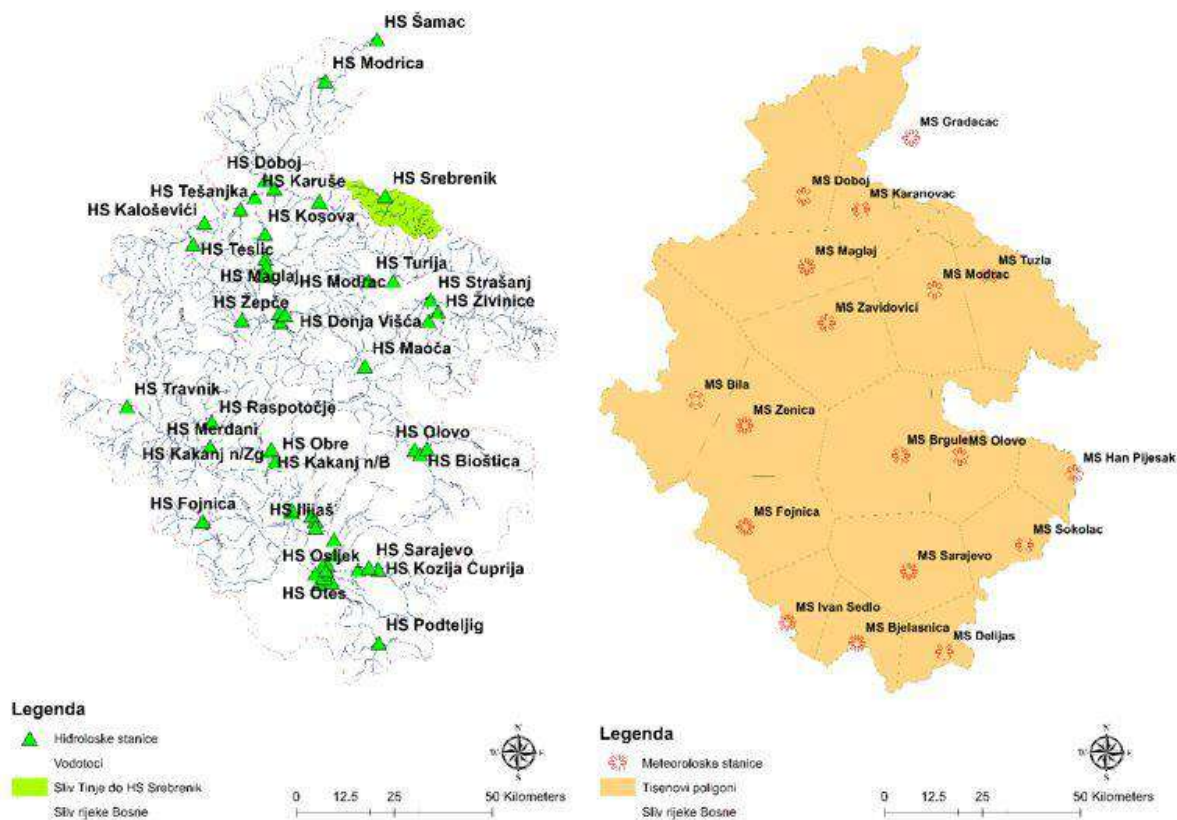 HS Šamac
HS Modrica
HS Doboj
HS Karuše
HS Srebrenik
HS Tešanjka
HS Kaloševići
HS Kosova
HS Teslic
HS Turija
HS Maglaj
HS Modrac
HS Strašanj
HS Živinice
HS Žepče
HS Donja Višća
HS Maoča
HS Travnik
HS Raspotočje
HS Merdani
HS Obre
HS Olovo
HS Kakanj n/Zg
HS Kakanj n/B
HS Bioštica
HS Fojnica
HS Ilijaš
HS Sarajevo
HS Osijek
HS Kozija Ćuprija
HS Otes
HS Podteljig
Legenda
Hidroloske stanice
Vodotoci
Sliv Tinje do HS Srebrenik
Sliv rijeke Bosne
N
W
E
S
0 12.5 25 50 Kilometers
MS Gradacac
MS Doboj
MS Karanovac
MS Maglaj
MS Tuzla
MS Modrac
MS Zavidovici
MS Bila
MS Zenica
MS Brgule
MS Olovo
MS Han Pijesak
MS Fojnica
MS Sokolac
MS Sarajevo
MS Ivan Sedlo
MS Bjelasnica
MS Delijas
Legenda
Meteoroloske stanice
Tisenovi poligoni
Sliv rijeke Bosne
N
W
E
S
0 12.5 25 50 Kilometers